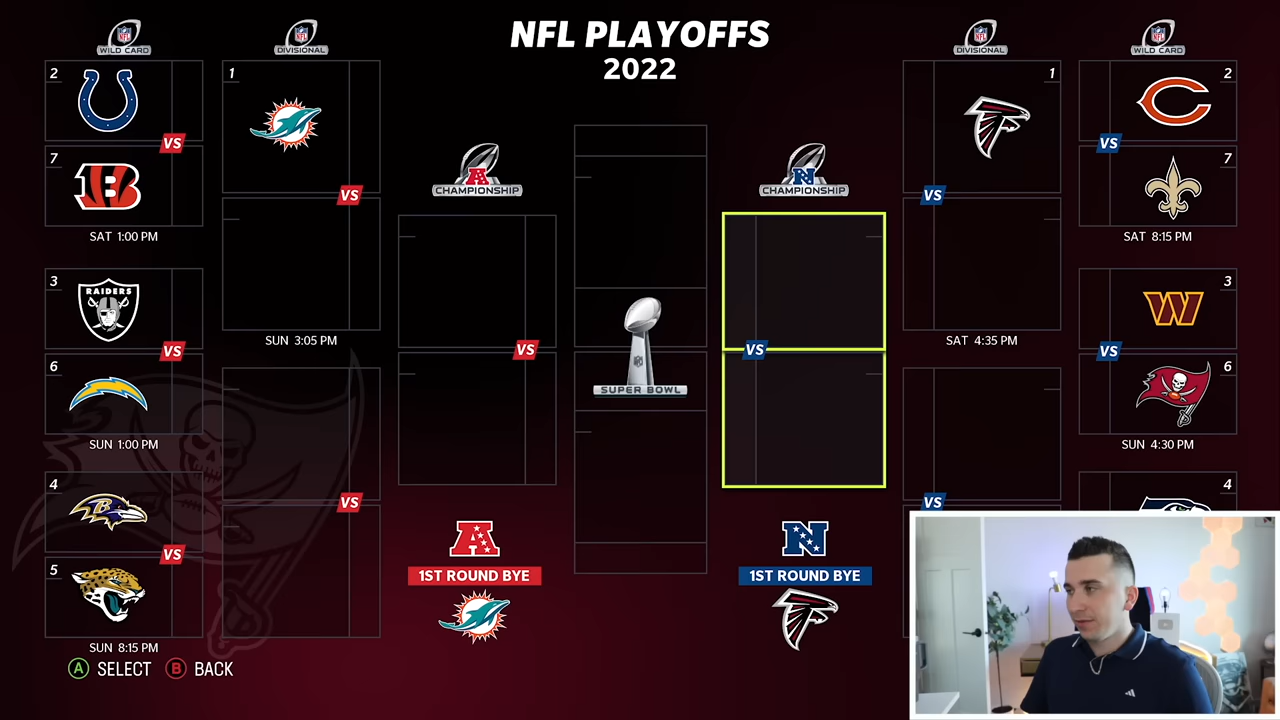 NFL PLAYOFFS
2022
WILD CARD
DIVISIONAL
DIVISIONAL
WILD CARD
2
VS
7
SAT 1:00 PM
3
RAIDERS
VS
6
SUN 1:00 PM
4
VS
5
SUN 8:15 PM
1
VS
SUN 3:05 PM
VS
A
CHAMPIONSHIP
VS
SUPER BOWL
N
CHAMPIONSHIP
VS
1
VS
SAT 4:35 PM
VS
2
VS
7
SAT 8:15 PM
3
W
VS
6
SUN 4:30 PM
4
A
1ST ROUND BYE
N
1ST ROUND BYE
A SELECT B BACK